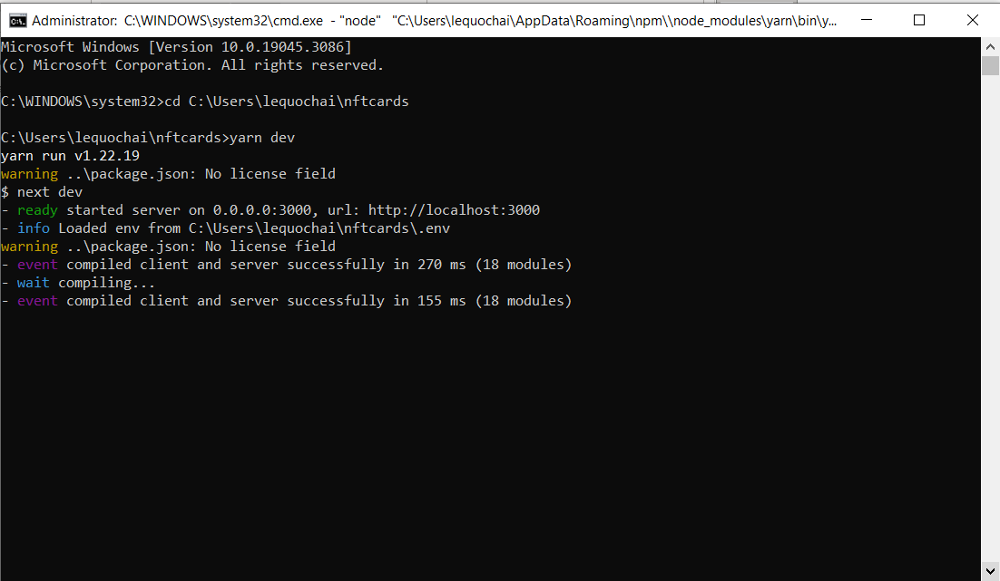 Administrator: C:\WINDOWS\system32\cmd.exe - "node" "C:\Users\lequochai\AppData\Roaming\npm\\node_modules\yarn\bin\y...
Microsoft Windows [Version 10.0.19045.3086]
(c) Microsoft Corporation. All rights reserved.
C:\WINDOWS\system32>cd C:\Users\lequochai\nftcards
C:\Users\lequochai\nftcards>yarn dev
yarn run v1.22.19
warning ..\package.json: No license field
$ next dev
- ready started server on 0.0.0.0:3000, url: http://localhost:3000
- info Loaded env from C:\Users\lequochai\nftcards\.env
warning ..\package.json: No license field
- event compiled client and server successfully in 270 ms (18 modules)
- wait compiling...
- event compiled client and server successfully in 155 ms (18 modules)